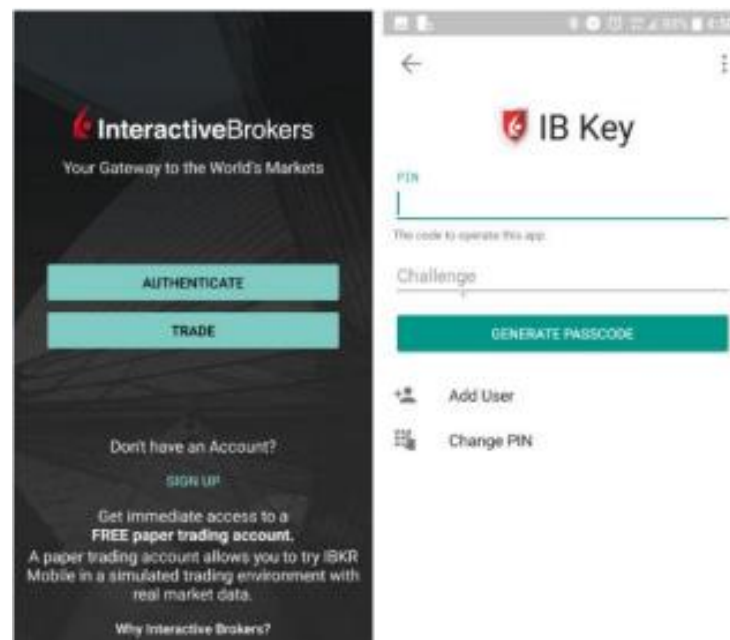 InteractiveBrokers
Your Gateway to the World's Markets
AUTHENTICATE
TRADE
Don't have an Account?
SIGN UP
Get immediate access to a
FREE paper trading account.
A paper trading account allows you to try IBKR
Mobile in a simulated trading environment with
real market data.
Why Interactive Brokers?
IB Key
PIN
The code to operate this app
Challenge
GENERATE PASSCODE
Add User
Change PIN